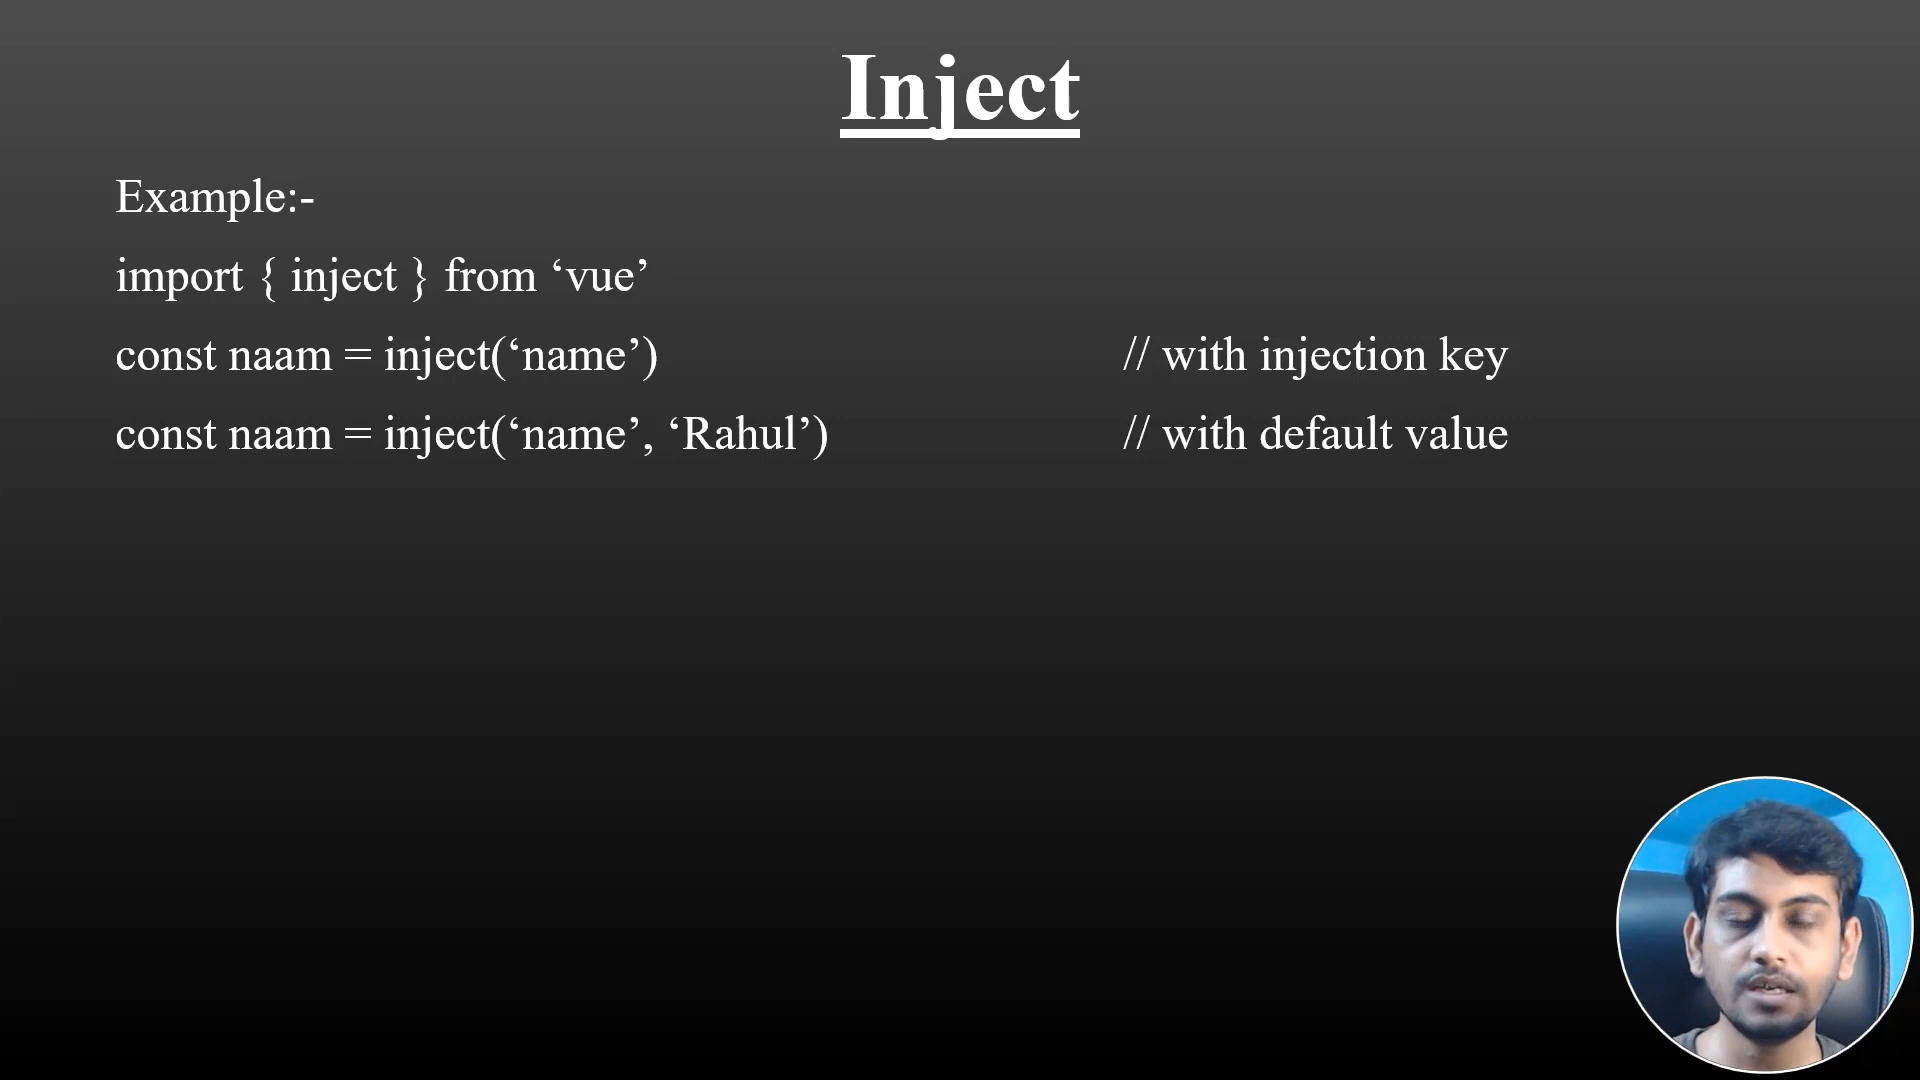 Inject
Example:-
import { inject } from ‘vue’
const naam = inject(‘name’) // with injection key
const naam = inject(‘name’, ‘Rahul’) // with default value